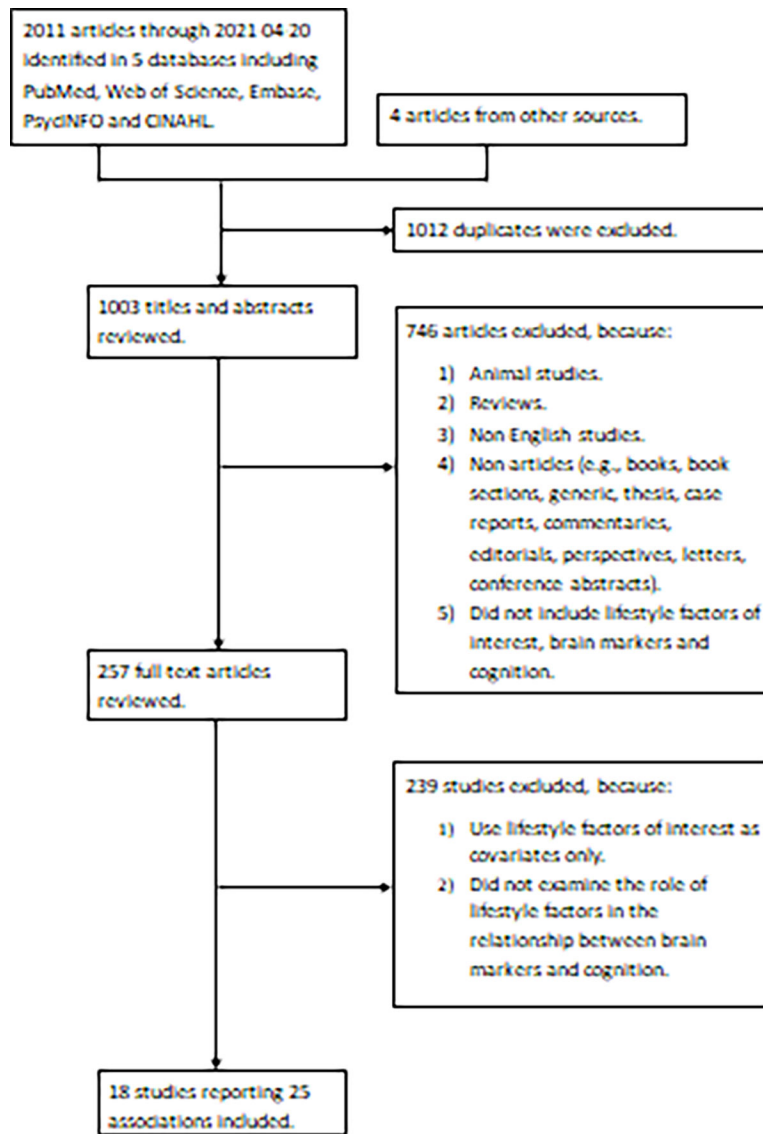 2011 articles through 2021 04 20
identified in 5 databases including
PubMed, Web of Science, Embase,
PsycINFO and CINAHL.
4 articles from other sources.
1012 duplicates were excluded.
1003 titles and abstracts
reviewed.
746 articles excluded, because:
1) Animal studies.
2) Reviews.
3) Non English studies.
4) Non articles (e.g., books, book
sections, generic, thesis, case
reports, commentaries,
editorials, perspectives, letters,
conference abstracts).
5) Did not include lifestyle factors of
interest, brain markers and
cognition.
257 full text articles
reviewed.
239 studies excluded, because:
1) Use lifestyle factors of interest as
covariates only.
2) Did not examine the role of
lifestyle factors in the
relationship between brain
markers and cognition.
18 studies reporting 25
associations included.